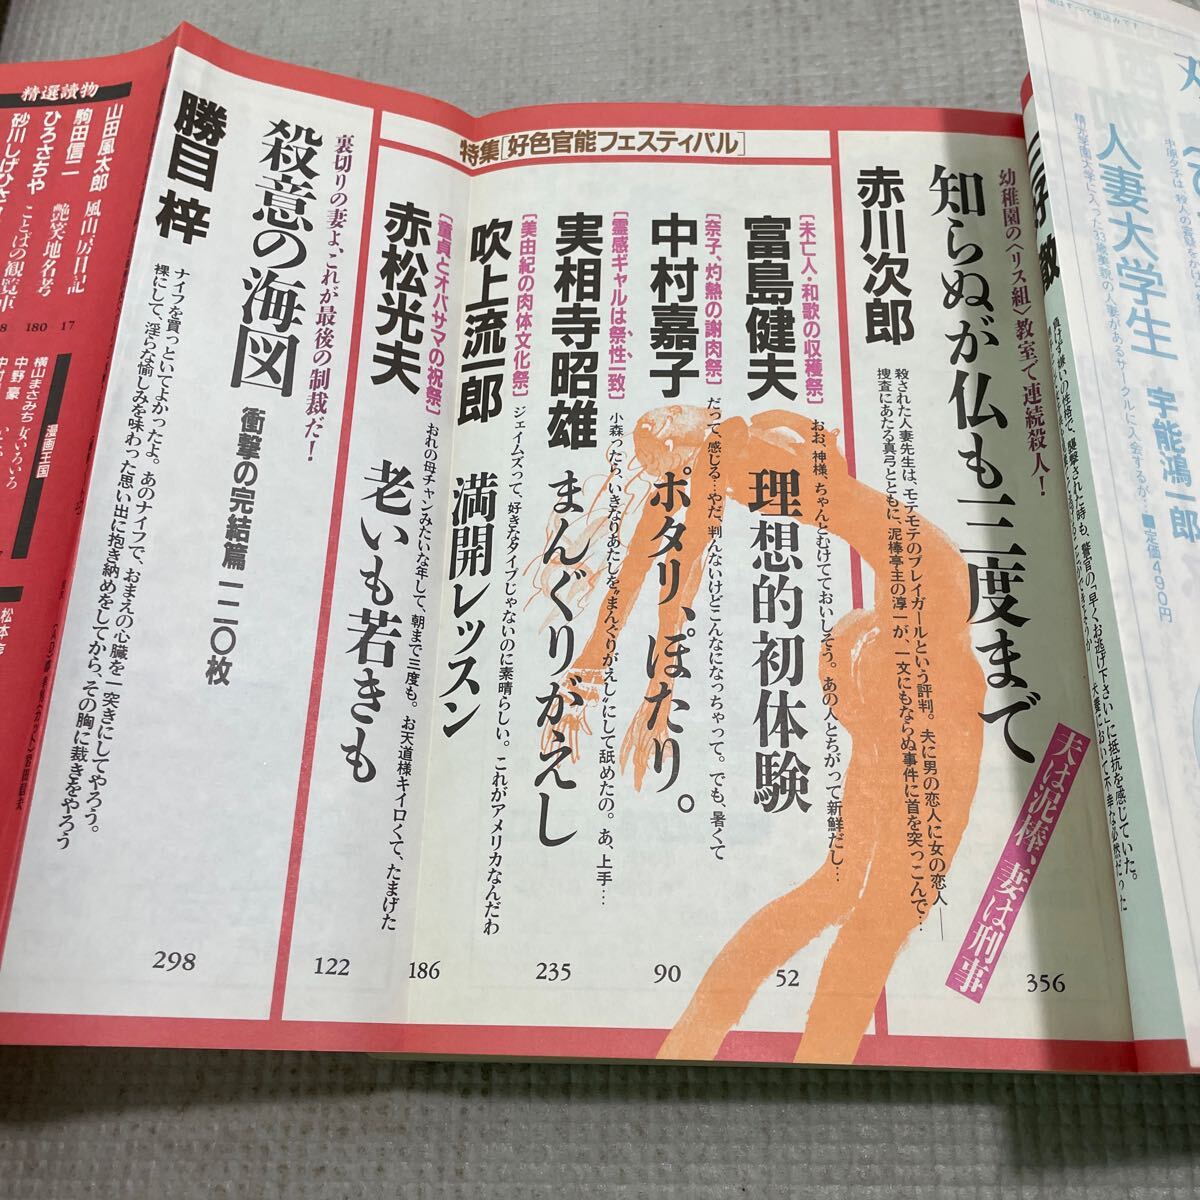 人妻大学生 宇能鴻一郎
■定価490円
幼稚園の〈リス組〉教室で連続殺人!
知らぬが仏も三度まで
夫は泥棒、妻は刑事
赤川次郎
殺された人妻先生は、モテモテのプレイガールという評判。夫に男の恋人に女の恋人――
捜査にあたる真弓とともに、泥棒亭主の淳一が、一文にもならぬ事件に首を突っこんで…
356
特集[好色官能フェスティバル]
[未亡人・和歌の収穫祭]
富島健夫 理想的初体験
おお、神様、ちゃんとむけてておいしそう。あの人とちがって新鮮だし…
52
[奈子、灼熱の謝肉祭]
中村嘉子 ポタリ、ぽたり。
だって、感じる…やだ、判んないけどこんなになっちゃって。でも、暑くて
90
[霊感ギャルは祭性一致]
実相寺昭雄 まんぐりがえし
小森ったら、いきなりあたしを“まんぐりがえし”にして舐めたの。あ、上手…
235
[美由紀の肉体文化祭]
吹上流一郎 満開レッスン
ジェイムズって、好きなタイプじゃないのに素晴らしい。これがアメリカなんだわ
186
[童貞とオバサマの祝祭]
赤松光夫 老いも若きも
おれの母チャンみたいな年して、朝まで三度も。お天道様キイロくて、たまげた
122
裏切りの妻よ、これが最後の制裁だ!
殺意の海図 衝撃の完結篇 一二〇枚
勝目 梓
ナイフを買っといてよかったよ。あのナイフで、おまえの心臓を一突きにしてやろう。
裸にして、淫らな愉しみを味わった思い出に抱き納めをしてから、その胸に裁きをやろう
298
精選讀物
山田風太郎 風山房日記
17
駒田信二 艶笑地名考
180
ひろさちや ことばの観覧車
砂川しげひさ
漫画王国
横山まさみち 女いろいろ
中野 豪